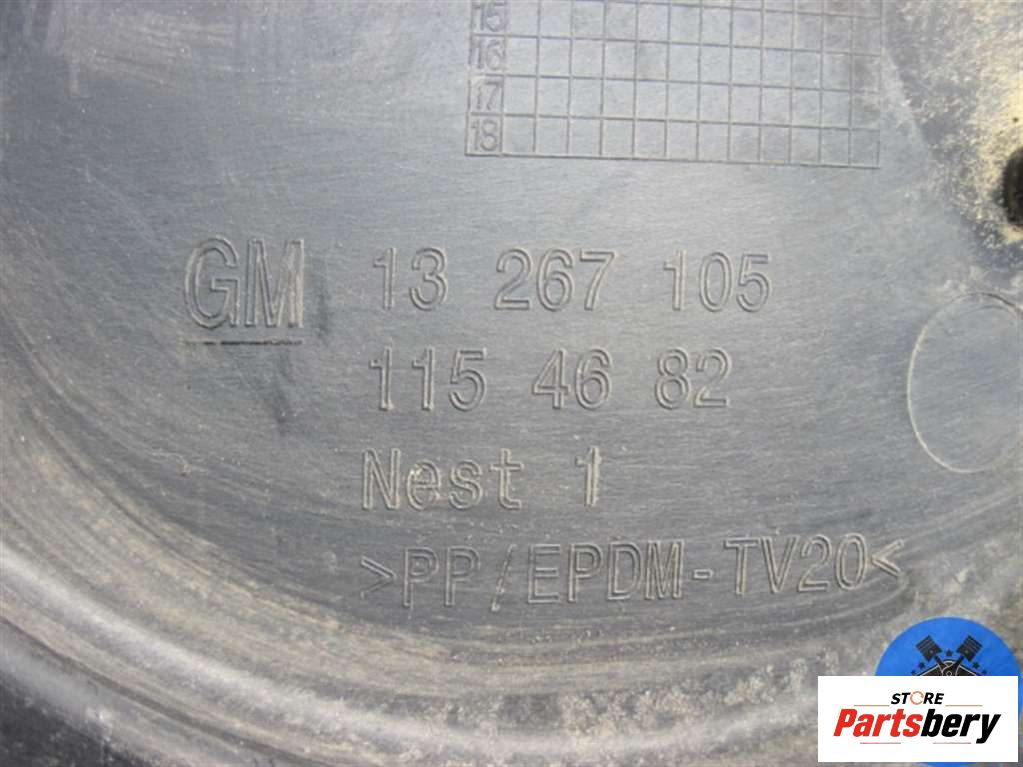 15
16
17
18
GM 13 267 105
115 46 82
Nest 1
>PP/EPDM-TV20<
STORE
Partsbery